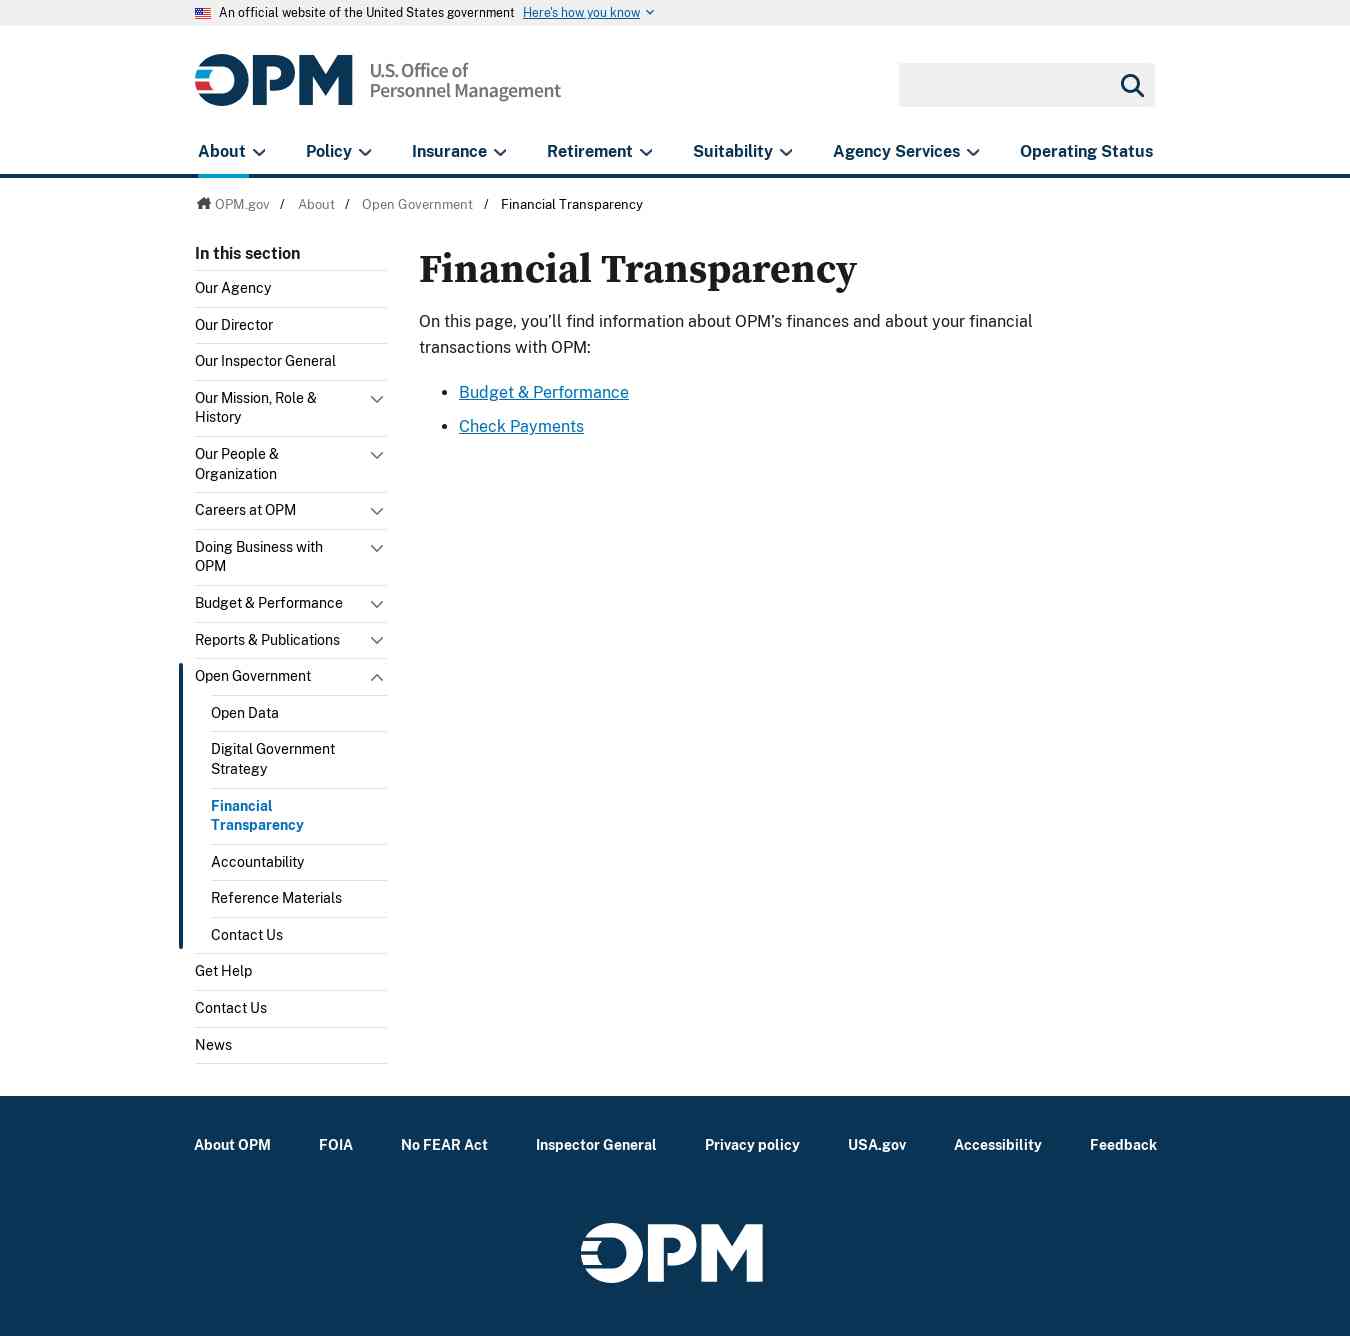 An official website of the United States government Here's how you know
OPM U.S. Office of
Personnel Management
About Policy Insurance Retirement Suitability Agency Services Operating Status
OPM.gov / About / Open Government / Financial Transparency
In this section
Our Agency
Our Director
Our Inspector General
Our Mission, Role &
History
Our People &
Organization
Careers at OPM
Doing Business with
OPM
Budget & Performance
Reports & Publications
Open Government
Open Data
Digital Government
Strategy
Financial
Transparency
Accountability
Reference Materials
Contact Us
Get Help
Contact Us
News
Financial Transparency
On this page, you’ll find information about OPM’s finances and about your financial
transactions with OPM:
• Budget & Performance
• Check Payments
About OPM FOIA No FEAR Act Inspector General Privacy policy USA.gov Accessibility Feedback
OPM